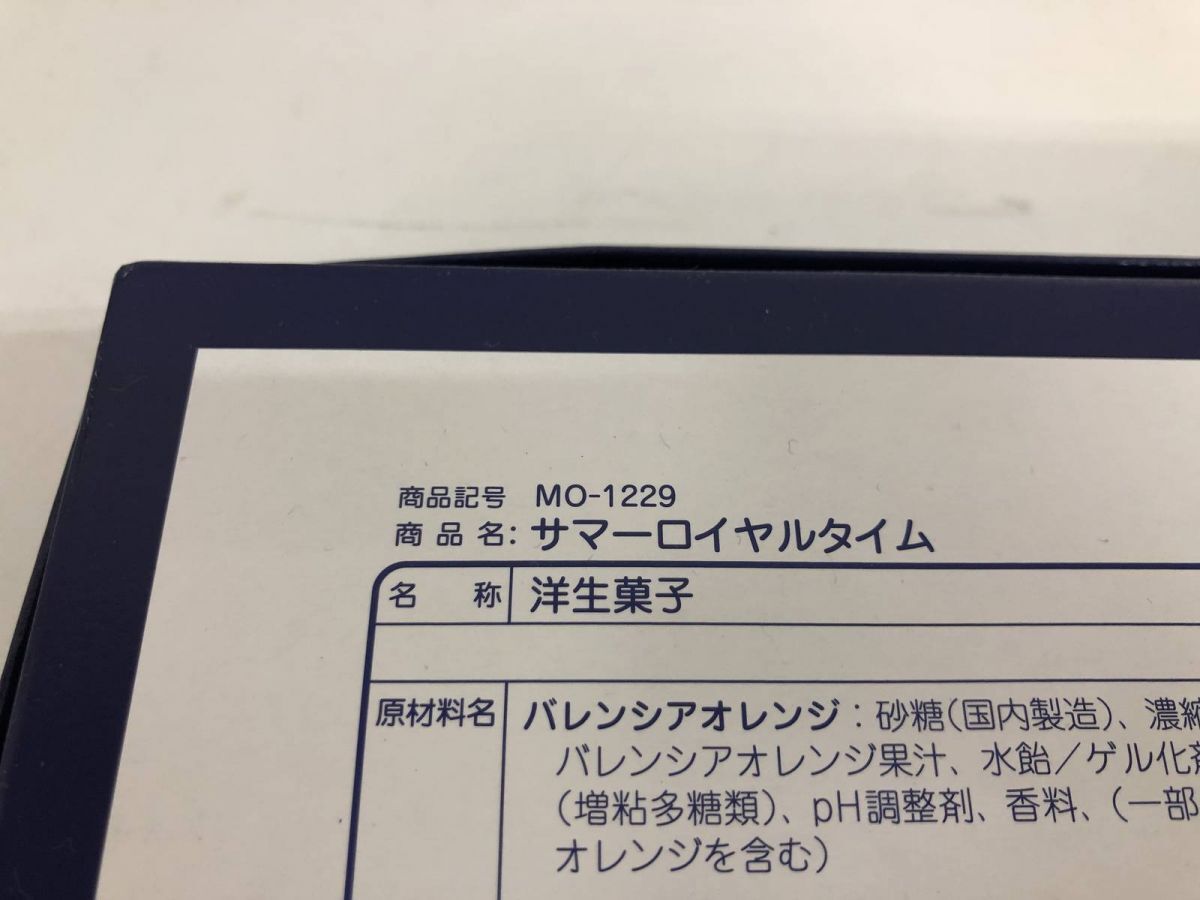 商品記号 MO-1229
商品名:サマーロイヤルタイム
名 称 洋生菓子
原材料名 バレンシアオレンジ:砂糖(国内製造)、濃縮
バレンシアオレンジ果汁、水飴/ゲル化剤
(増粘多糖類)、pH調整剤、香料、(一部
オレンジを含む)